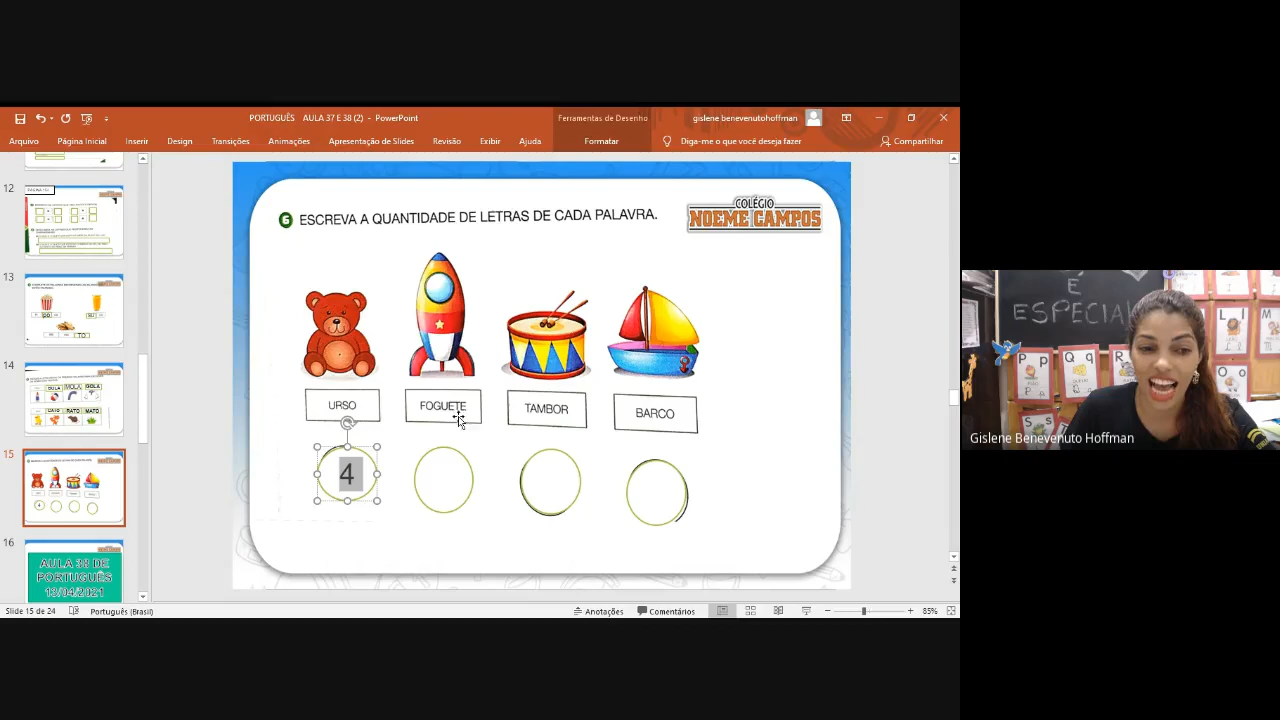 PORTUGUÊS AULA 37 E 38 (2) - PowerPoint
Ferramentas de Desenho
gislene benevenutohoffman
Arquivo
Página Inicial
Inserir
Design
Transições
Animações
Apresentação de Slides
Revisão
Exibir
Ajuda
Formatar
Diga-me o que você deseja fazer
Compartilhar
12
13
14
15
16
AULA 38 DE
PORTUGUÊS
13/04/2021
6 ESCREVA A QUANTIDADE DE LETRAS DE CADA PALAVRA.
COLÉGIO
NOEME CAMPOS
URSO
FOGUETE
TAMBOR
BARCO
4
É
ESPECIAL
P p
Q q
R
L l
M
O o
Gislene Benevenuto Hoffman
Slide 15 de 24
Português (Brasil)
Anotações
Comentários
85%